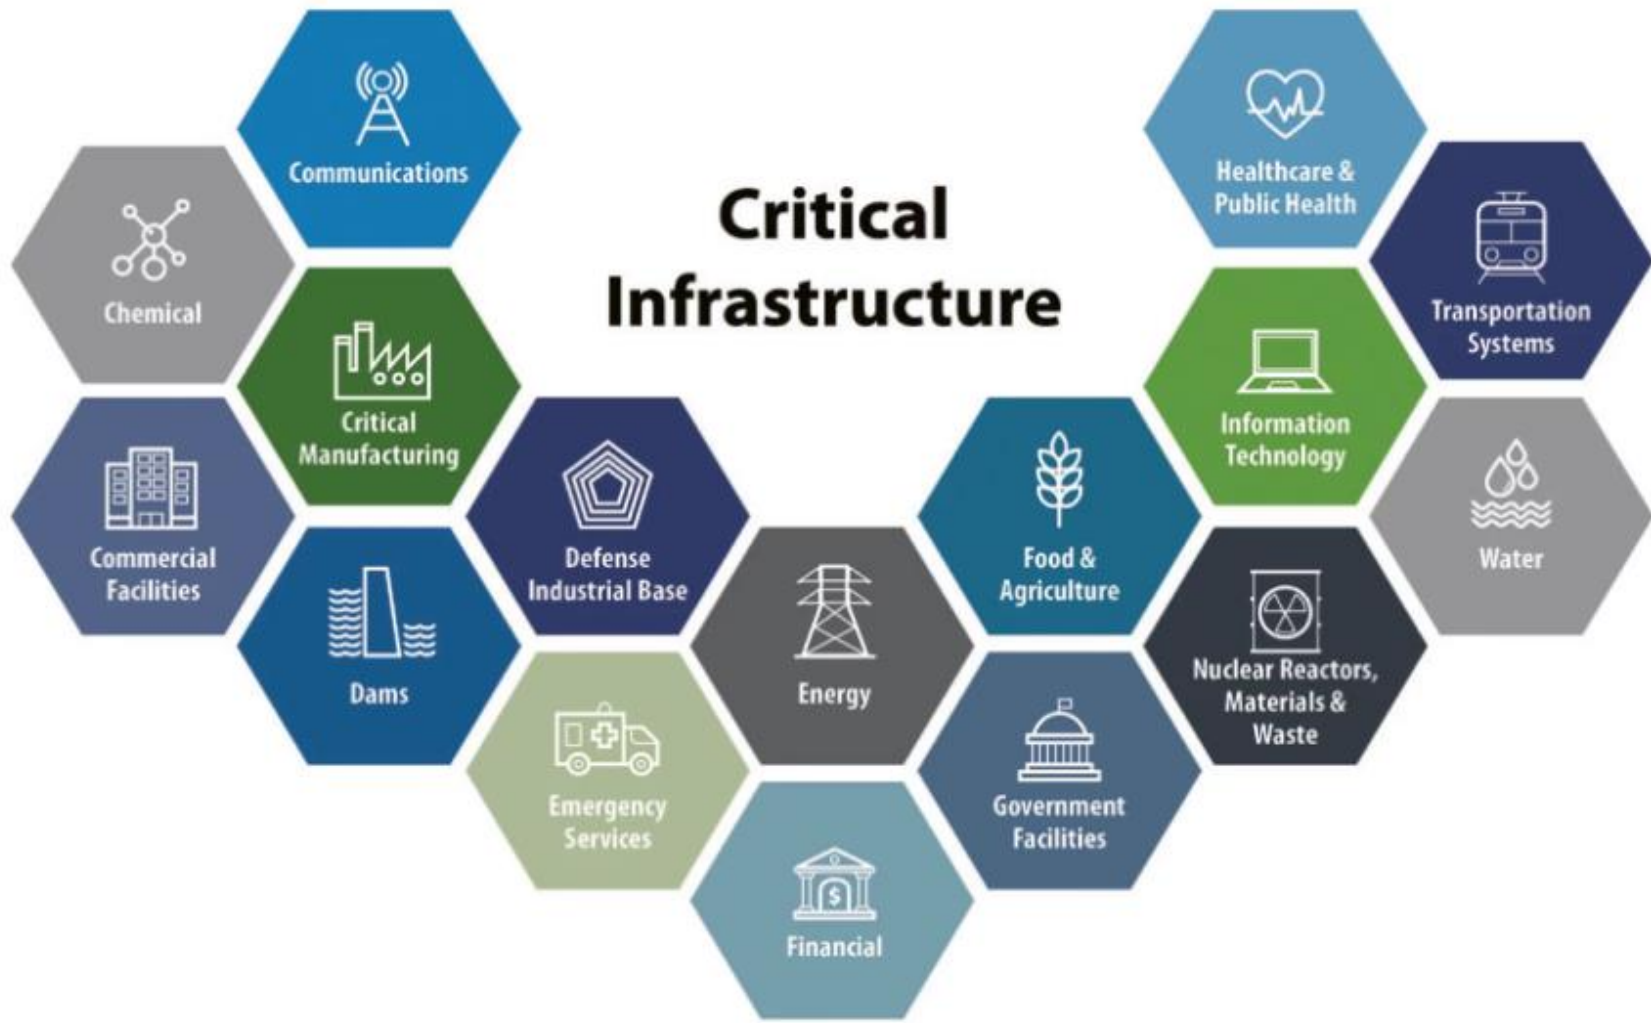 Critical
Infrastructure
Communications
Chemical
Critical
Manufacturing
Commercial
Facilities
Dams
Defense
Industrial Base
Emergency
Services
Energy
$
Financial
Food &
Agriculture
Government
Facilities
Healthcare &
Public Health
Information
Technology
Nuclear Reactors,
Materials &
Waste
Transportation
Systems
Water